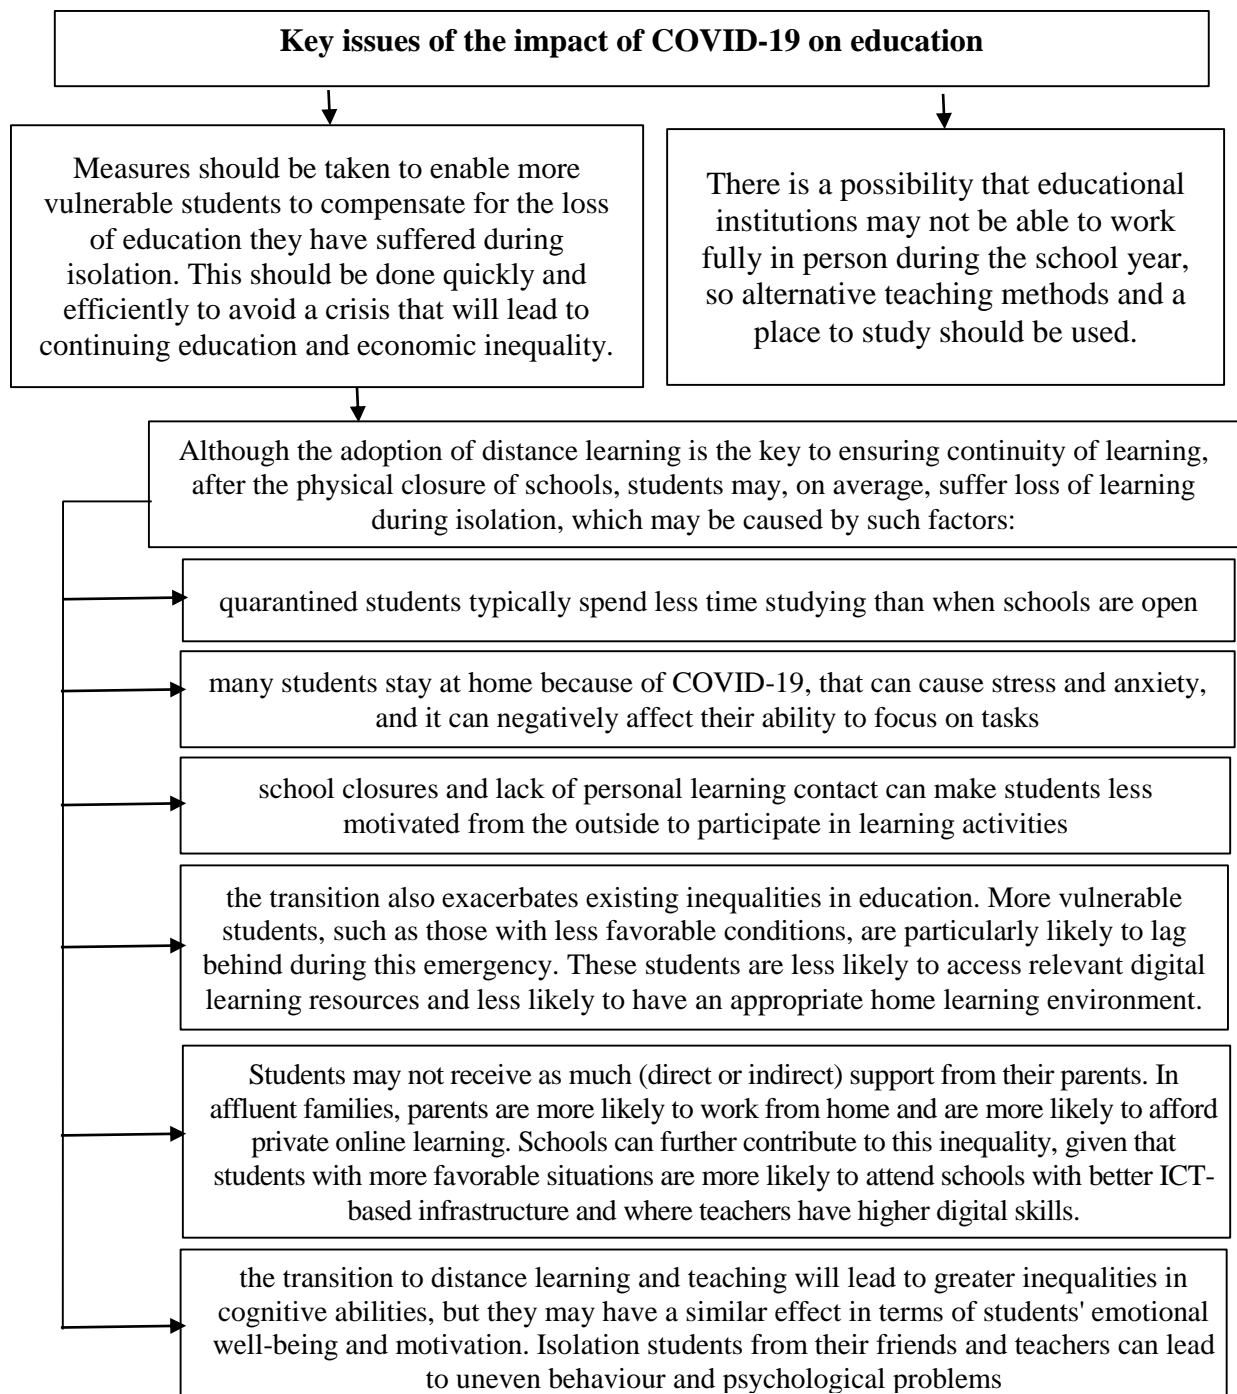 Key issues of the impact of COVID-19 on education
Measures should be taken to enable more
vulnerable students to compensate for the loss
of education they have suffered during
isolation. This should be done quickly and
efficiently to avoid a crisis that will lead to
continuing education and economic inequality.
There is a possibility that educational
institutions may not be able to work
fully in person during the school year,
so alternative teaching methods and a
place to study should be used.
Although the adoption of distance learning is the key to ensuring continuity of learning,
after the physical closure of schools, students may, on average, suffer loss of learning
during isolation, which may be caused by such factors:
quarantined students typically spend less time studying than when schools are open
many students stay at home because of COVID-19, that can cause stress and anxiety,
and it can negatively affect their ability to focus on tasks
school closures and lack of personal learning contact can make students less
motivated from the outside to participate in learning activities
the transition also exacerbates existing inequalities in education. More vulnerable
students, such as those with less favorable conditions, are particularly likely to lag
behind during this emergency. These students are less likely to access relevant digital
learning resources and less likely to have an appropriate home learning environment.
Students may not receive as much (direct or indirect) support from their parents. In
affluent families, parents are more likely to work from home and are more likely to afford
private online learning. Schools can further contribute to this inequality, given that
students with more favorable situations are more likely to attend schools with better ICT-
based infrastructure and where teachers have higher digital skills.
the transition to distance learning and teaching will lead to greater inequalities in
cognitive abilities, but they may have a similar effect in terms of students' emotional
well-being and motivation. Isolation students from their friends and teachers can lead
to uneven behaviour and psychological problems